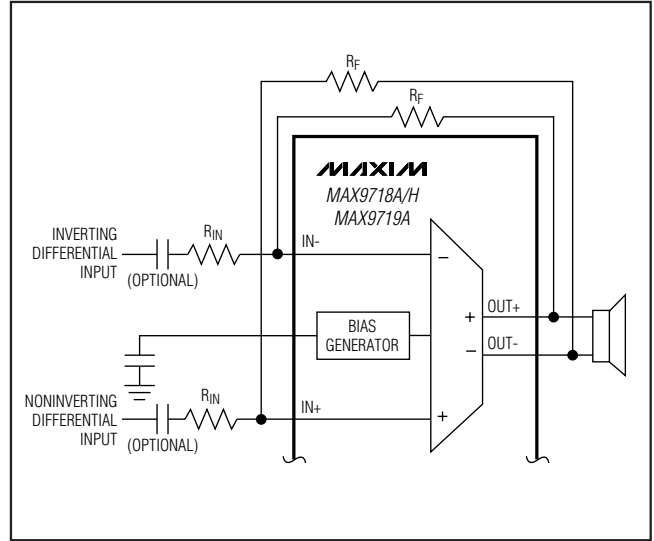 RF
RF
MAXIM
MAX9718A/H
MAX9719A
INVERTING
DIFFERENTIAL
INPUT
(OPTIONAL)
RIN
IN-
−
+
OUT+
BIAS
GENERATOR
−
OUT-
NONINVERTING
DIFFERENTIAL
INPUT
(OPTIONAL)
RIN
IN+
+